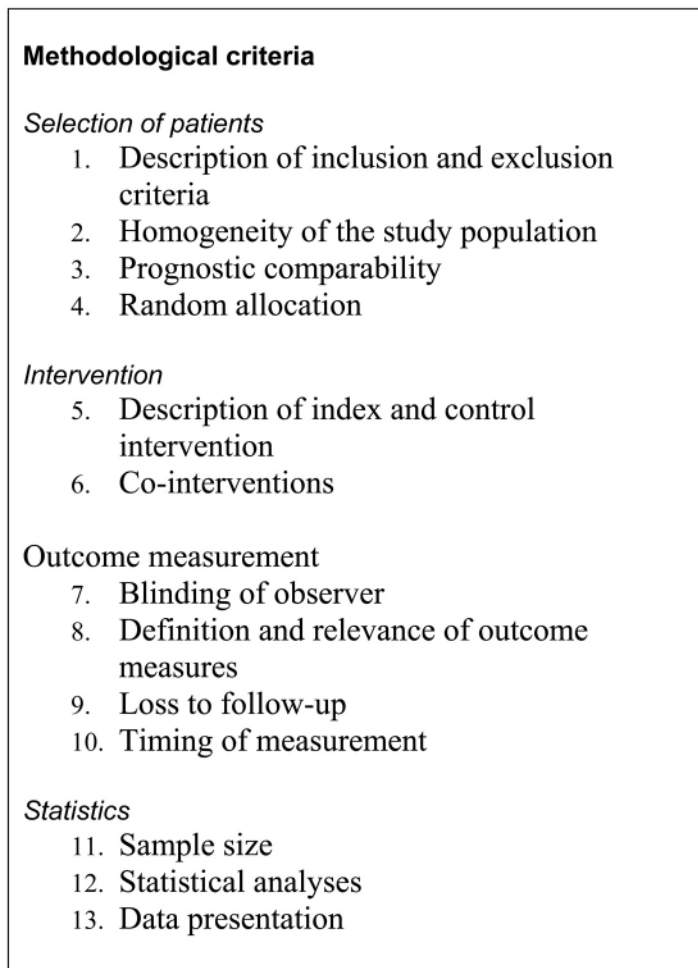 Methodological criteria
Selection of patients
1. Description of inclusion and exclusion
criteria
2. Homogeneity of the study population
3. Prognostic comparability
4. Random allocation
Intervention
5. Description of index and control
intervention
6. Co-interventions
Outcome measurement
7. Blinding of observer
8. Definition and relevance of outcome
measures
9. Loss to follow-up
10. Timing of measurement
Statistics
11. Sample size
12. Statistical analyses
13. Data presentation